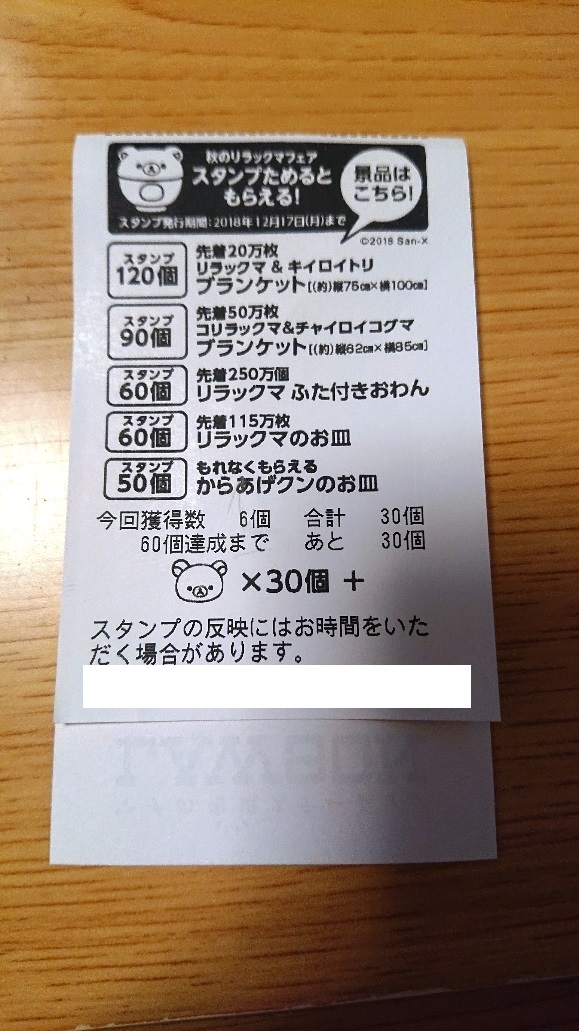 秋のリラックマフェア
スタンプためると
もらえる!
景品は
こちら!
スタンプ発行期間:2018年12月17日(月)まで
©2018 San-X
スタンプ
120個
先着20万枚
リラックマ & キイロイトリ
ブランケット[(約)縦75cm×横100cm]
スタンプ
90個
先着50万枚
コリラックマ&チャイロイコグマ
ブランケット[(約)縦62cm×横85cm]
スタンプ
60個
先着250万個
リラックマ ふた付きおわん
スタンプ
60個
先着115万枚
リラックマのお皿
スタンプ
50個
もれなくもらえる
からあげクンのお皿
今回獲得数 6個 合計 30個
60個達成まで あと 30個
×30個 +
スタンプの反映にはお時間をいた
だく場合があります。
LAWSON